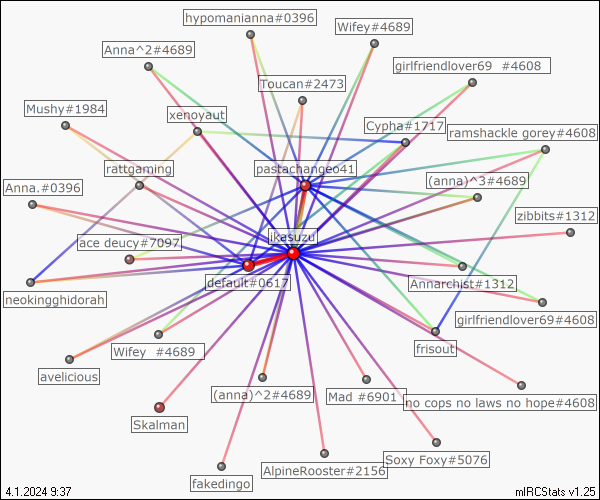 hypomanianna#0396
Wifey#4689
Anna^2#4689
girlfriendlover69 #4608
Toucan#2473
Mushy#1984
xenoyaut
Cypha#1717
ramshackle gorey#4608
rattgaming
pastachangeo41
(anna)^3#4689
Anna.#0396
zibbits#1312
ikasuzu
ace deucy#7097
default#0617
Annarchist#1312
neokingghidorah
girlfriendlover69#4608
Wifey #4689
frisout
avelicious
(anna)^2#4689
Mad #6901
no cops no laws no hope#4608
Skalman
Soxy Foxy#5076
AlpineRooster#2156
fakedingo
4.1.2024 9:37
mIRCStats v1.25